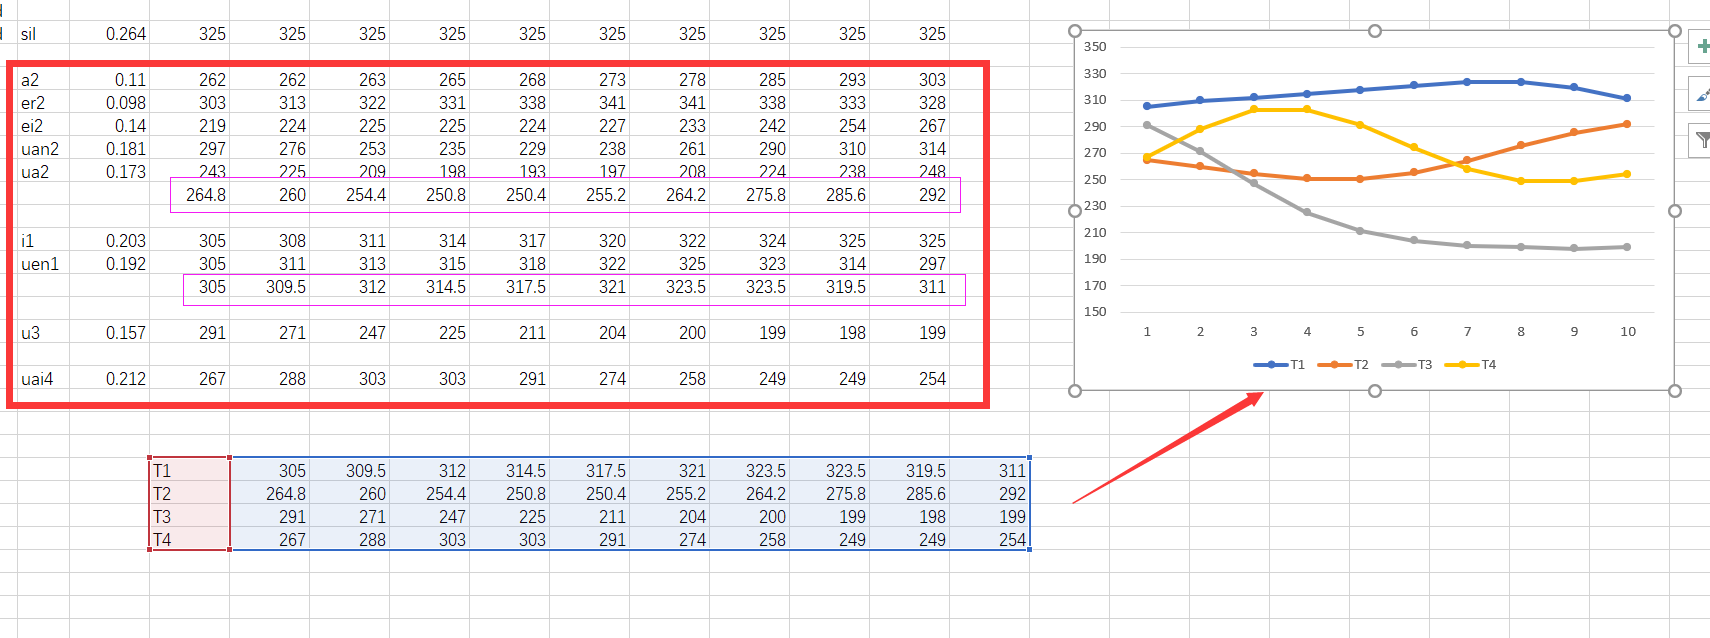 sil 0.264 325 325 325 325 325 325 325 325 325 325
a2 0.11 262 262 263 265 268 273 278 285 293 303
er2 0.098 303 313 322 331 338 341 341 338 333 328
ei2 0.14 219 224 225 225 224 227 233 242 254 267
uan2 0.181 297 276 253 235 229 238 261 290 310 314
ua2 0.173 243 225 209 198 193 197 208 224 238 248
264.8 260 254.4 250.8 250.4 255.2 264.2 275.8 285.6 292
i1 0.203 305 308 311 314 317 320 322 324 325 325
uen1 0.192 305 311 313 315 318 322 325 323 314 297
305 309.5 312 314.5 317.5 321 323.5 323.5 319.5 311
u3 0.157 291 271 247 225 211 204 200 199 198 199
uai4 0.212 267 288 303 303 291 274 258 249 249 254
T1 305 309.5 312 314.5 317.5 321 323.5 323.5 319.5 311
T2 264.8 260 254.4 250.8 250.4 255.2 264.2 275.8 285.6 292
T3 291 271 247 225 211 204 200 199 198 199
T4 267 288 303 303 291 274 258 249 249 254
350
330
310
290
270
250
230
210
190
170
150
1 2 3 4 5 6 7 8 9 10
T1 T2 T3 T4